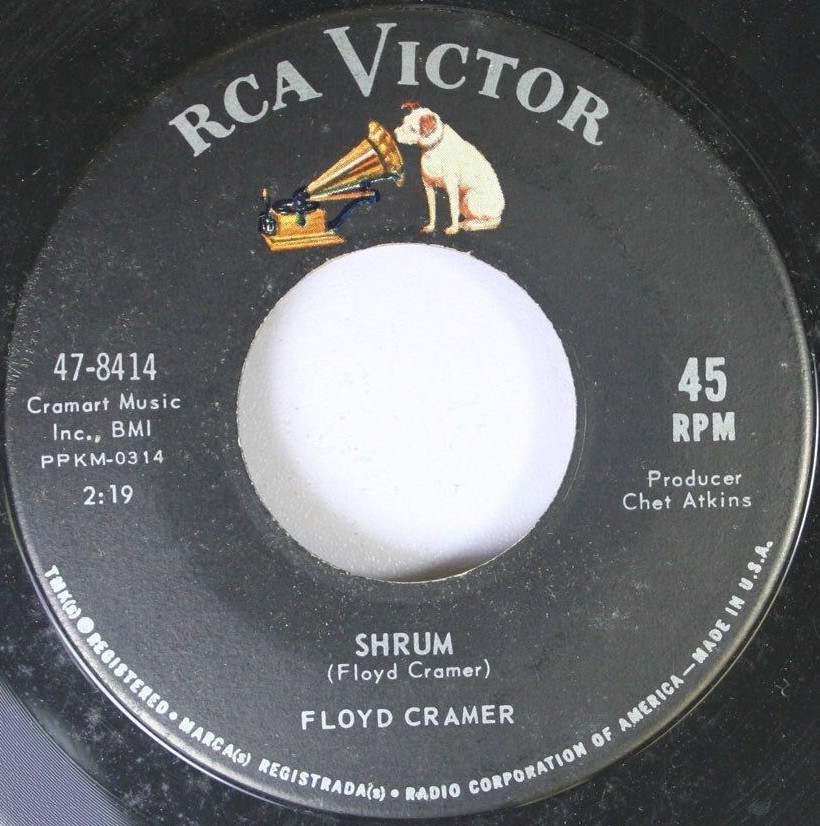 RCA VICTOR
47-8414
Cramart Music
Inc., BMI
PPKM-0314
2:19
45
RPM
Producer
Chet Atkins
SHRUM
(Floyd Cramer)
FLOYD CRAMER
TMK(s) ® REGISTERED • MARCA(s) REGISTRADA(s) • RADIO CORPORATION OF AMERICA—MADE IN U.S.A.